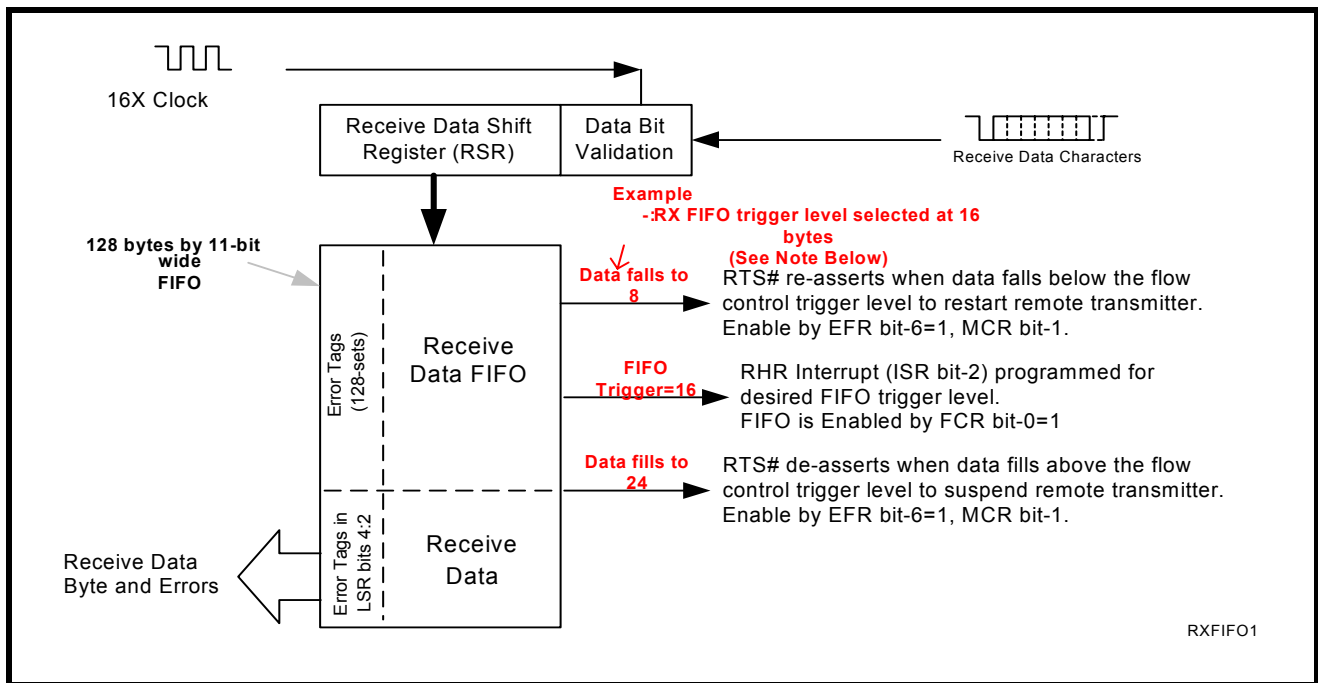 16X Clock
Receive Data Shift
Register (RSR)
Data Bit
Validation
Receive Data Characters
Example
-:RX FIFO trigger level selected at 16
bytes
(See Note Below)
128 bytes by 11-bit
wide
FIFO
Data falls to
8
RTS# re-asserts when data falls below the flow
control trigger level to restart remote transmitter.
Enable by EFR bit-6=1, MCR bit-1.
Error Tags
(128-sets)
Receive
Data FIFO
FIFO
Trigger=16
RHR Interrupt (ISR bit-2) programmed for
desired FIFO trigger level.
FIFO is Enabled by FCR bit-0=1
Data fills to
24
RTS# de-asserts when data fills above the flow
control trigger level to suspend remote transmitter.
Enable by EFR bit-6=1, MCR bit-1.
Error Tags in
LSR bits 4:2
Receive
Data
Receive Data
Byte and Errors
RXFIFO1